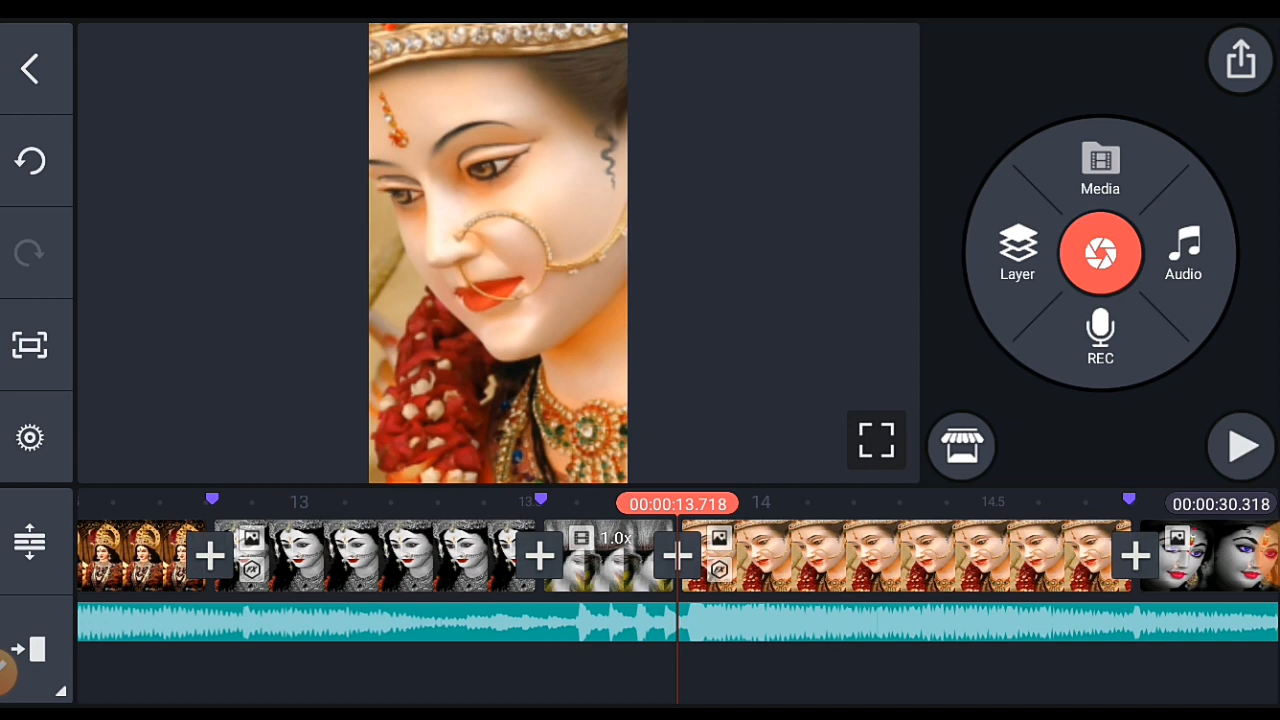 Media
Layer
Audio
REC
13
13.5
00:00:13.718
14
14.5
00:00:30.318
1.0x